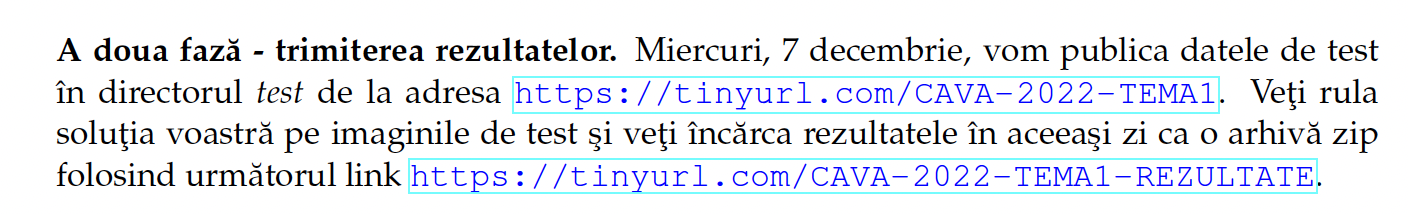 A doua fază - trimiterea rezultatelor. Miercuri, 7 decembrie, vom publica datele de test
în directorul test de la adresa https://tinyurl.com/CAVA-2022-TEMA1. Veţi rula
soluţia voastră pe imaginile de test şi veţi încărca rezultatele în aceeaşi zi ca o arhivă zip
folosind următorul link https://tinyurl.com/CAVA-2022-TEMA1-REZULTATE.